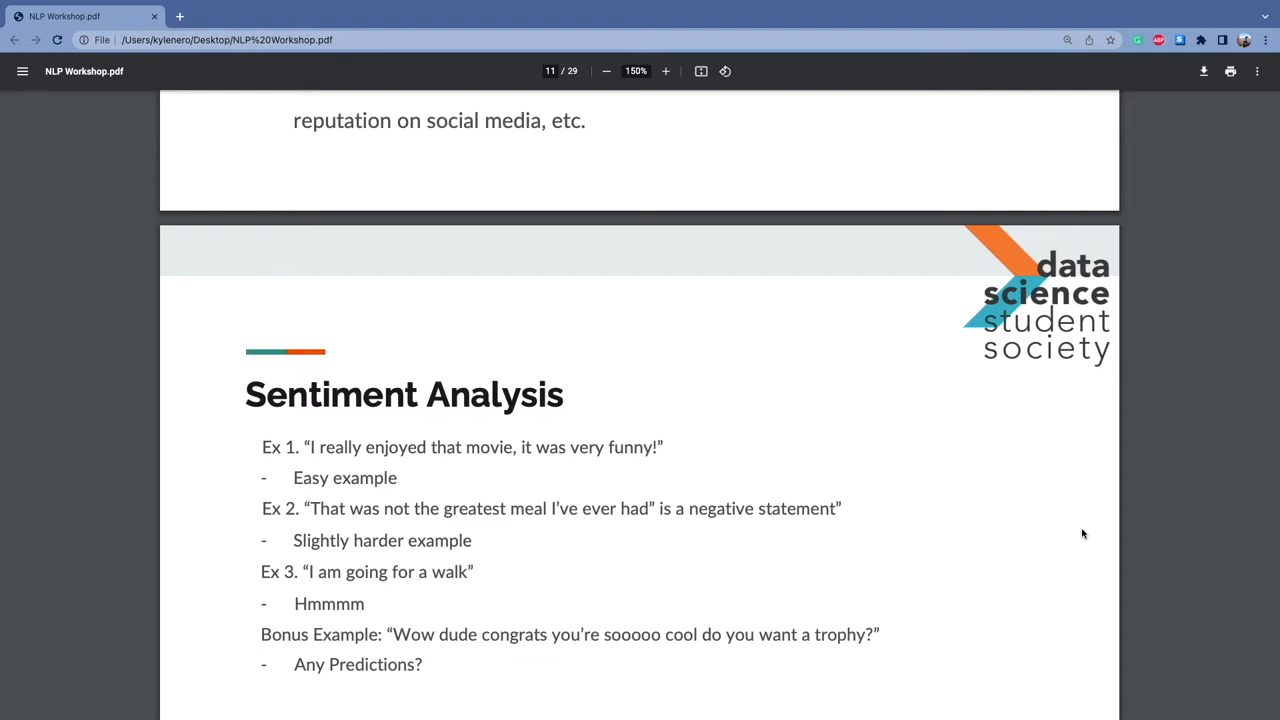 NLP Workshop.pdf
File /Users/kylenero/Desktop/NLP%20Workshop.pdf
ABP
S
NLP Workshop.pdf
11 / 29
150%
reputation on social media, etc.
data
science
student
society
Sentiment Analysis
Ex 1. “I really enjoyed that movie, it was very funny!”
- Easy example
Ex 2. “That was not the greatest meal I’ve ever had” is a negative statement”
- Slightly harder example
Ex 3. “I am going for a walk”
- Hmmmm
Bonus Example: “Wow dude congrats you’re sooooo cool do you want a trophy?”
- Any Predictions?